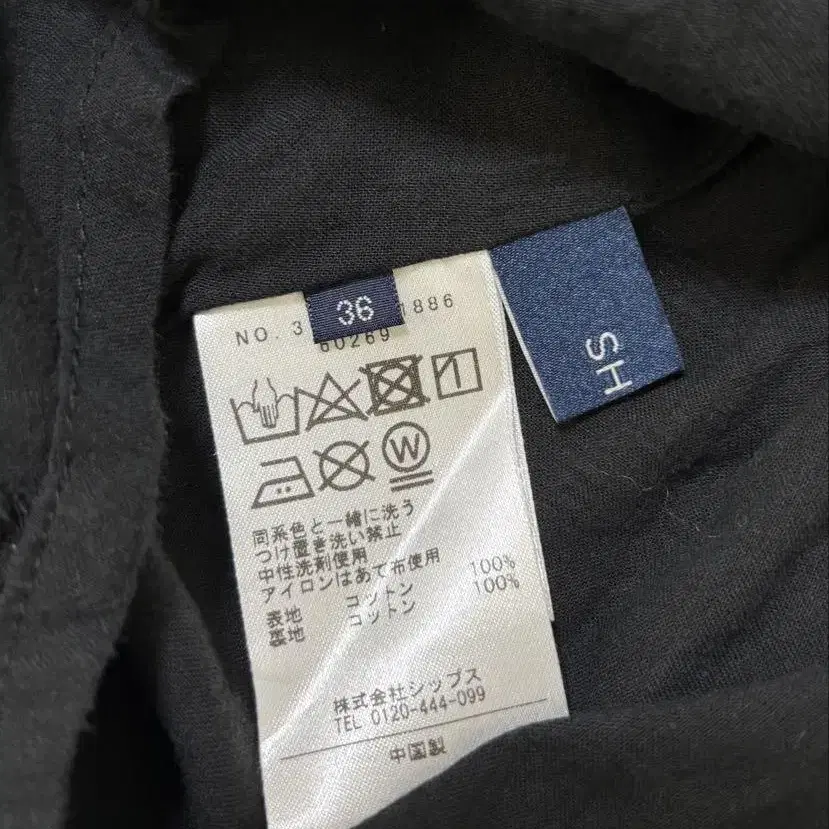 36
NO. 3 1886
60269
W
同系色と一緒に洗う
つけ置き洗い禁止
中性洗剤使用
アイロンはあて布使用
表地 コットン 100%
裏地 コットン 100%
株式会社シップス
TEL 0120-444-099
中国製
SH